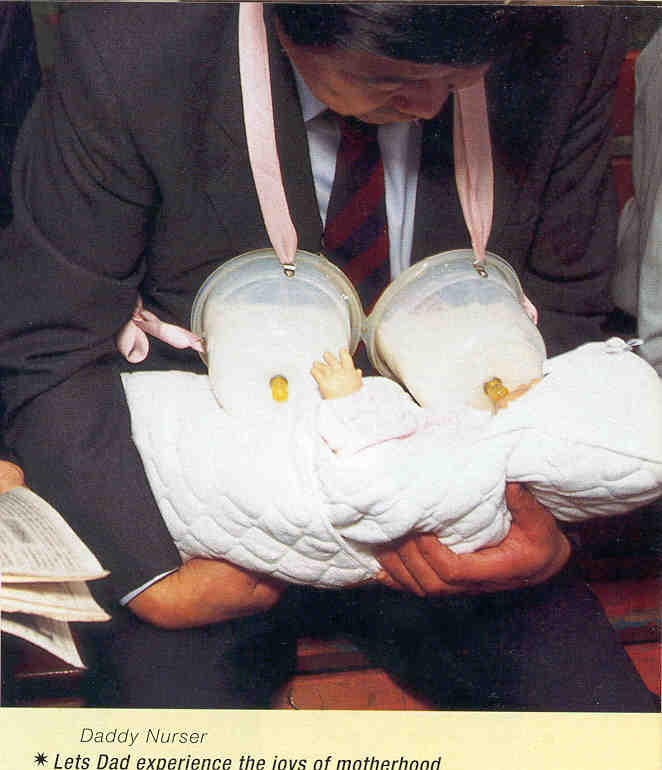 Daddy Nurser
✷ Lets Dad experience the joys of motherhood